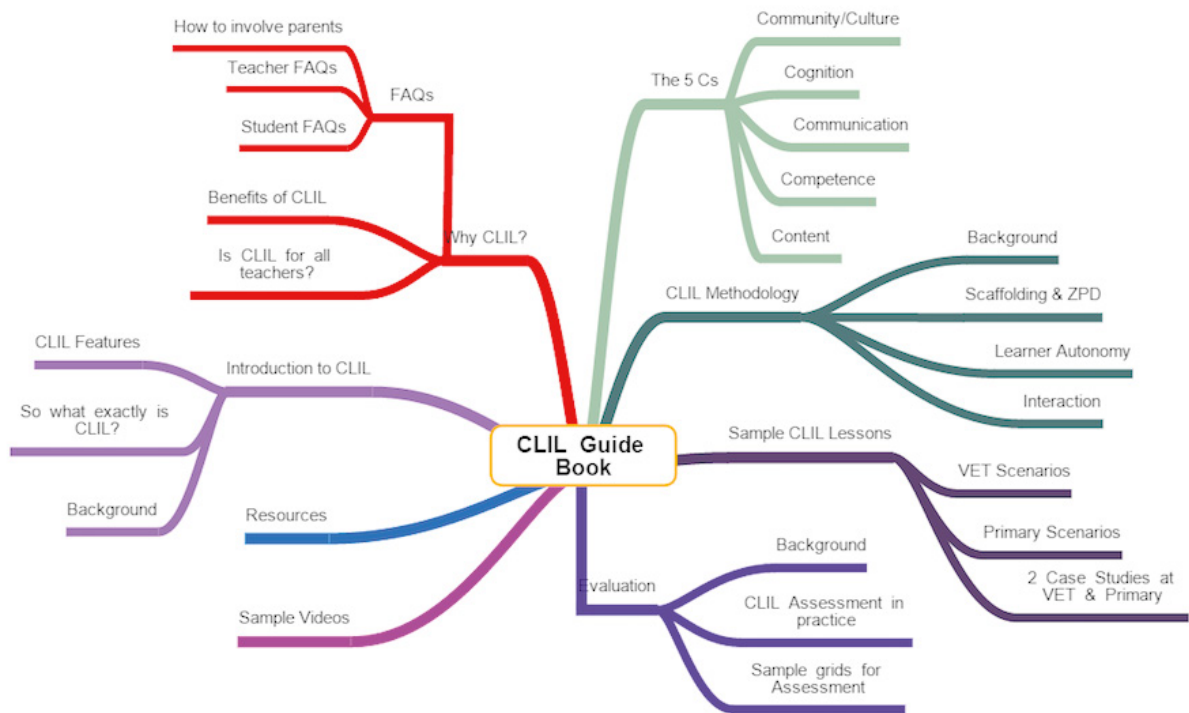 CLIL Guide
Book
The 5 Cs
Community/Culture
Cognition
Communication
Competence
Content
CLIL Methodology
Background
Scaffolding & ZPD
Learner Autonomy
Interaction
Sample CLIL Lessons
VET Scenarios
Primary Scenarios
2 Case Studies at
VET & Primary
Evaluation
Background
CLIL Assessment in
practice
Sample grids for
Assessment
Sample Videos
Resources
Introduction to CLIL
CLIL Features
So what exactly is
CLIL?
Background
Why CLIL?
FAQs
How to involve parents
Teacher FAQs
Student FAQs
Benefits of CLIL
Is CLIL for all
teachers?